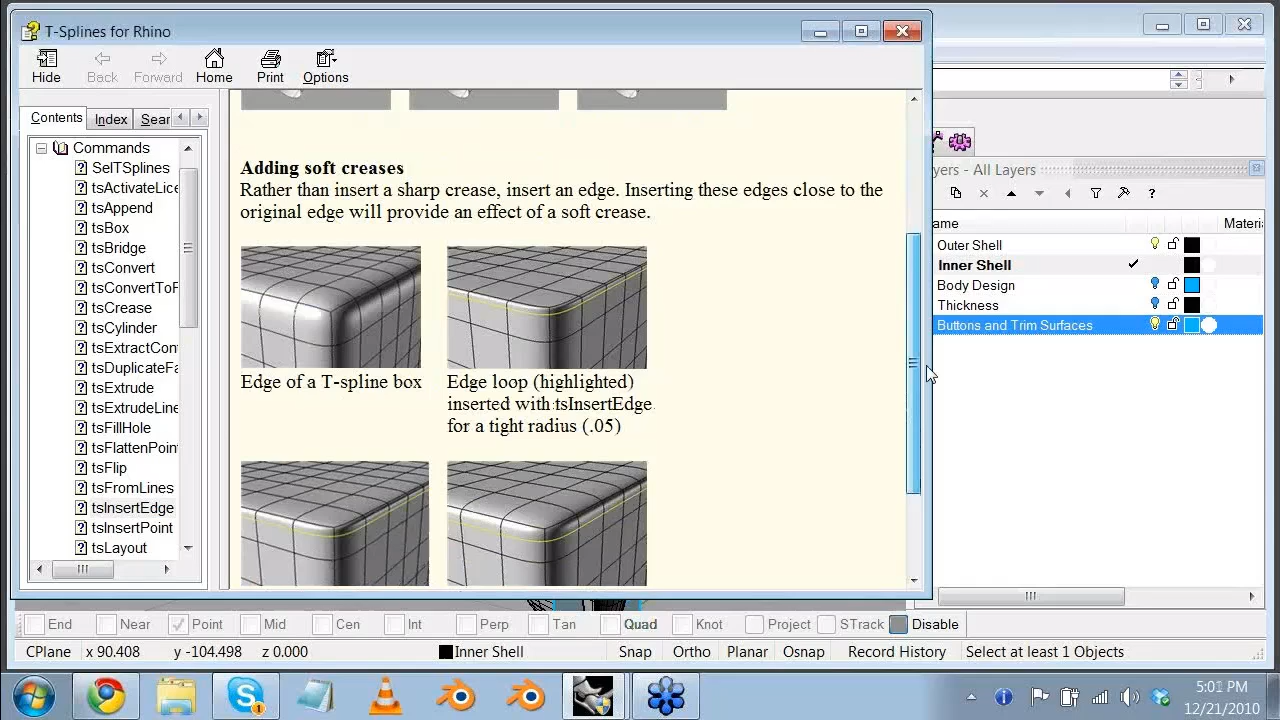 T-Splines for Rhino
Hide
Back
Forward
Home
Print
Options
Contents
Index
Sear
Commands
SelTSplines
tsActivateLice
tsAppend
tsBox
tsBridge
tsConvert
tsConvertToF
tsCrease
tsCylinder
tsExtractCon
tsDuplicateFa
tsExtrude
tsExtrudeLine
tsFillHole
tsFlattenPoin
tsFlip
tsFromLines
tsInsertEdge
tsInsertPoint
tsLayout
Adding soft creases
Rather than insert a sharp crease, insert an edge. Inserting these edges close to the
original edge will provide an effect of a soft crease.
Edge of a T-spline box
Edge loop (highlighted)
inserted with tsInsertEdge
for a tight radius (.05)
yers - All Layers
ame
Materi
Outer Shell
Inner Shell
Body Design
Thickness
Buttons and Trim Surfaces
End
Near
Point
Mid
Cen
Int
Perp
Tan
Quad
Knot
Project
STrack
Disable
CPlane
x 90.408
y -104.498
z 0.000
Inner Shell
Snap
Ortho
Planar
Osnap
Record History
Select at least 1 Objects
5:01 PM
12/21/2010